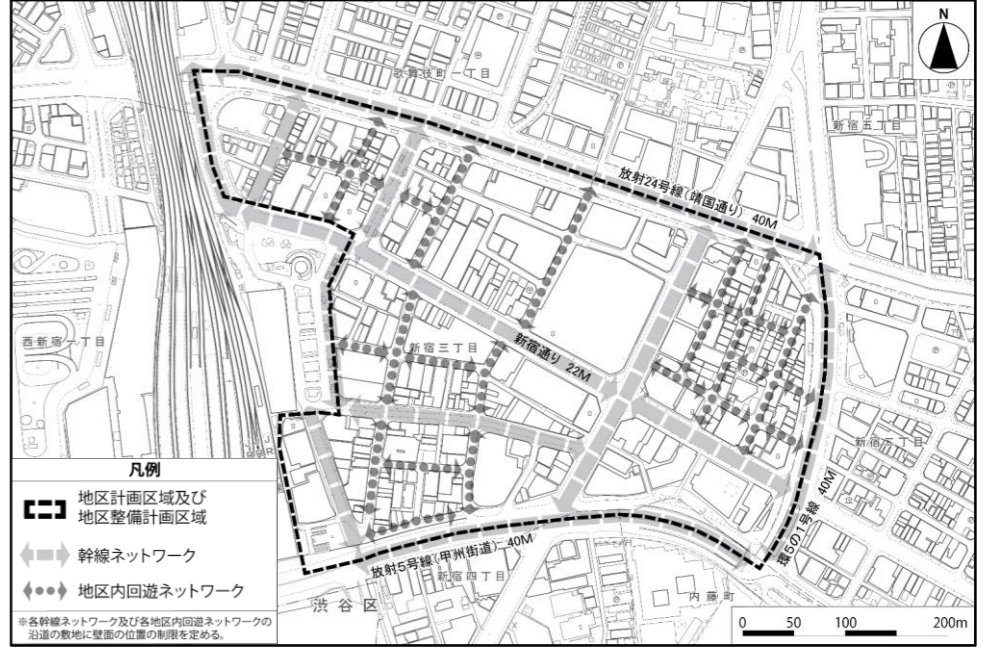 N
歌舞伎町一丁目
新宿五丁目
放射24号線（靖国通り） 40M
西新宿一丁目
新宿三丁目
新宿通り 22M
新宿三丁目
環5の1号線 40M
放射5号線（甲州街道） 40M
新宿四丁目
内藤町
渋谷区
凡例
地区計画区域及び
地区整備計画区域
幹線ネットワーク
地区内回遊ネットワーク
※各幹線ネットワーク及び各地区内回遊ネットワークの
沿道の敷地に壁面の位置の制限を定める。
0 50 100 200m